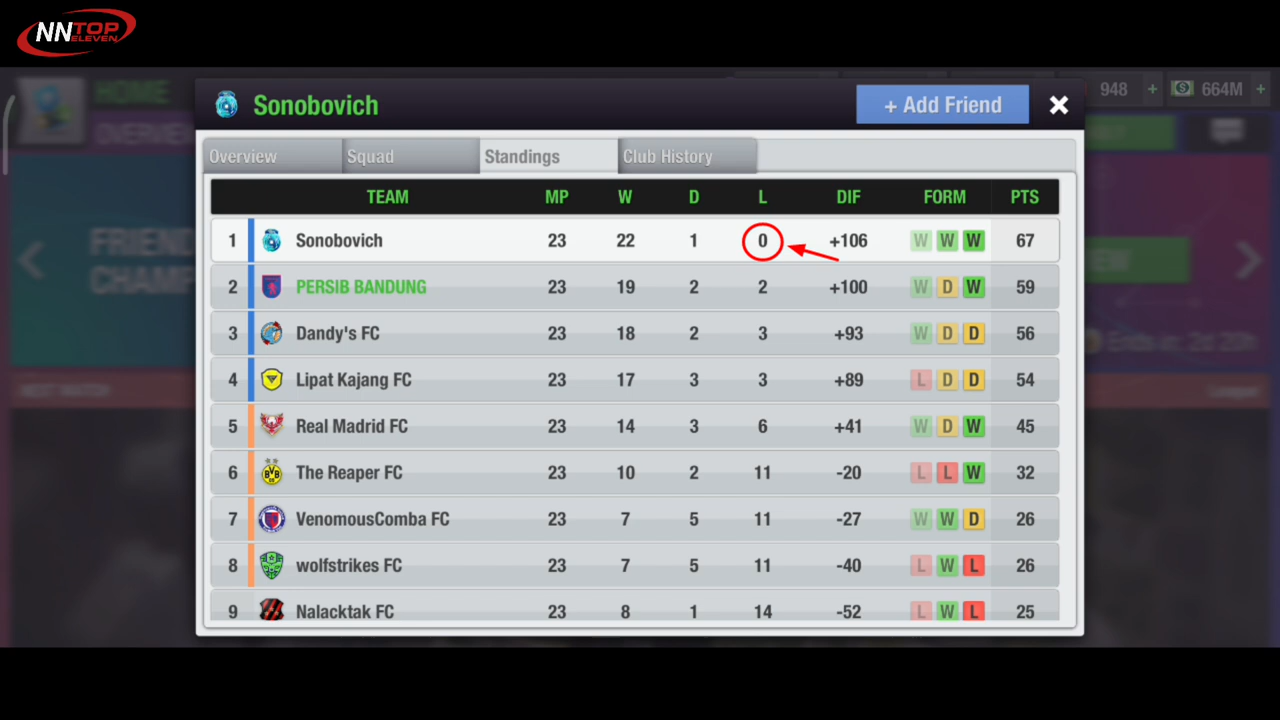 NN TOP ELEVEN
HOME
948 + 664M +
Sonobovich
+ Add Friend
Overview Squad Standings Club History
TEAM MP W D L DIF FORM PTS
1 Sonobovich 23 22 1 0 +106 W W W 67
2 PERSIB BANDUNG 23 19 2 2 +100 W D W 59
3 Dandy's FC 23 18 2 3 +93 W D D 56
4 Lipat Kajang FC 23 17 3 3 +89 L D D 54
5 Real Madrid FC 23 14 3 6 +41 W D W 45
6 The Reaper FC 23 10 2 11 -20 L L W 32
7 VenomousComba FC 23 7 5 11 -27 W W D 26
8 wolfstrikes FC 23 7 5 11 -40 L W L 26
9 Nalacktak FC 23 8 1 14 -52 L W L 25